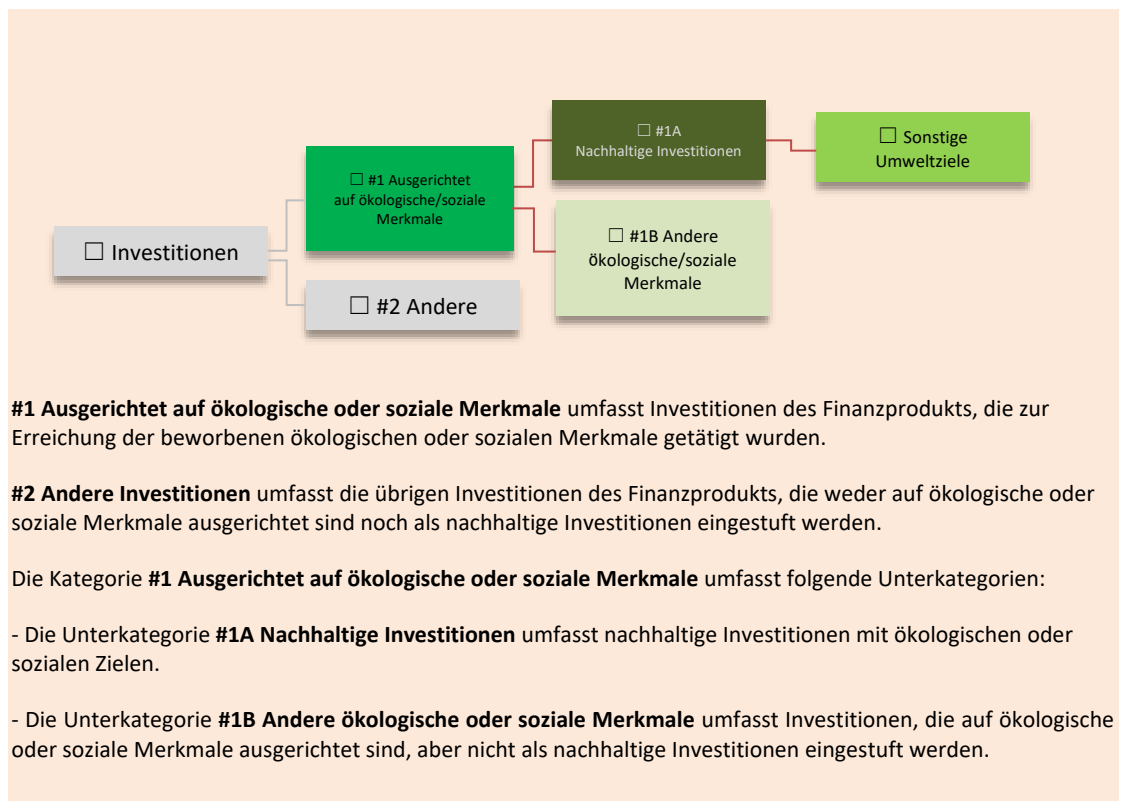 ☐ #1A
Nachhaltige Investitionen
☐ Sonstige
Umweltziele
☐ #1 Ausgerichtet
auf ökologische/soziale
Merkmale
☐ #1B Andere
ökologische/soziale
Merkmale
☐ Investitionen
☐ #2 Andere
#1 Ausgerichtet auf ökologische oder soziale Merkmale umfasst Investitionen des Finanzprodukts, die zur
Erreichung der beworbenen ökologischen oder sozialen Merkmale getätigt wurden.
#2 Andere Investitionen umfasst die übrigen Investitionen des Finanzprodukts, die weder auf ökologische oder
soziale Merkmale ausgerichtet sind noch als nachhaltige Investitionen eingestuft werden.
Die Kategorie #1 Ausgerichtet auf ökologische oder soziale Merkmale umfasst folgende Unterkategorien:
- Die Unterkategorie #1A Nachhaltige Investitionen umfasst nachhaltige Investitionen mit ökologischen oder
sozialen Zielen.
- Die Unterkategorie #1B Andere ökologische oder soziale Merkmale umfasst Investitionen, die auf ökologische
oder soziale Merkmale ausgerichtet sind, aber nicht als nachhaltige Investitionen eingestuft werden.